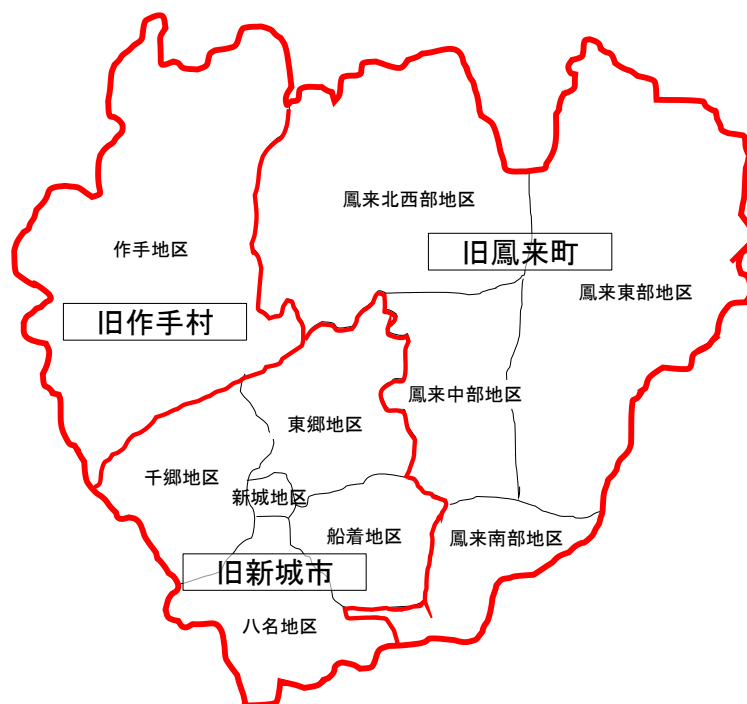 鳳来北西部地区
作手地区
旧鳳来町
鳳来東部地区
旧作手村
鳳来中部地区
東郷地区
千郷地区
新城地区
船着地区
鳳来南部地区
旧新城市
八名地区